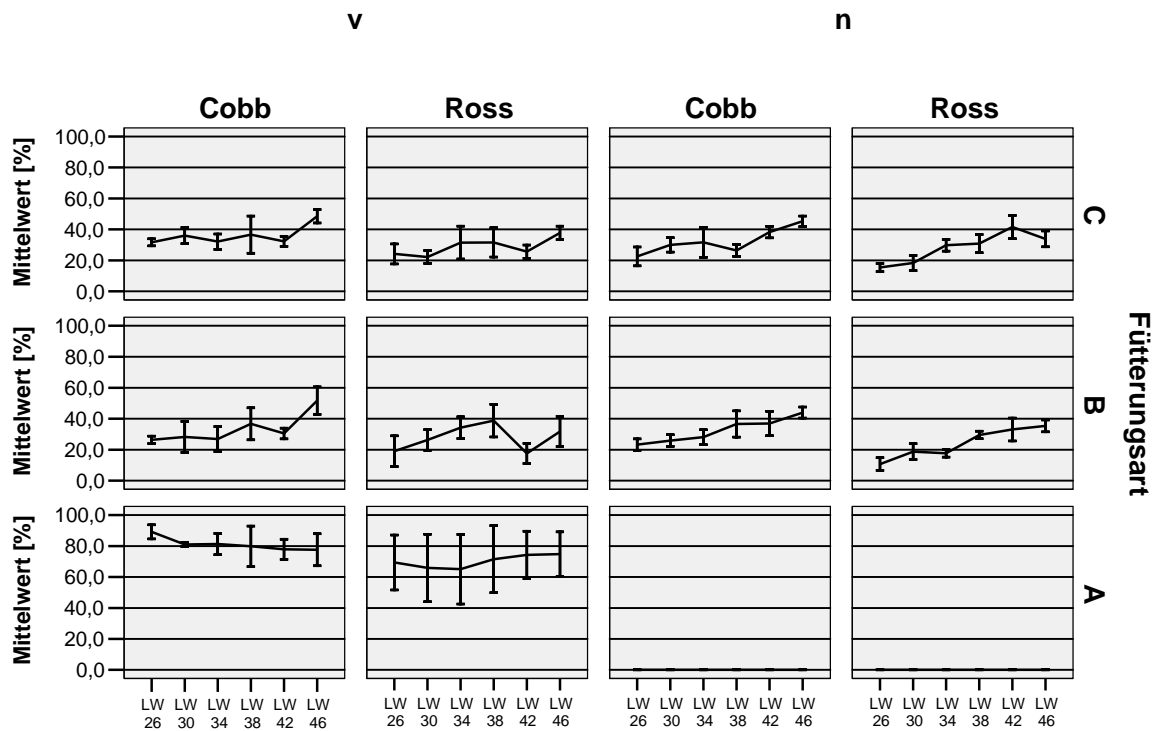 v n
Cobb Ross Cobb Ross
Mittelwert [%]
100,0
80,0
60,0
40,0
20,0
0,0
C
Mittelwert [%]
100,0
80,0
60,0
40,0
20,0
0,0
B
Mittelwert [%]
100,0
80,0
60,0
40,0
20,0
0,0
A
Fütterungsart
LW LW LW LW LW LW LW LW LW LW LW LW LW LW LW LW LW LW LW LW LW LW LW LW
26 30 34 38 42 46 26 30 34 38 42 46 26 30 34 38 42 46 26 30 34 38 42 46